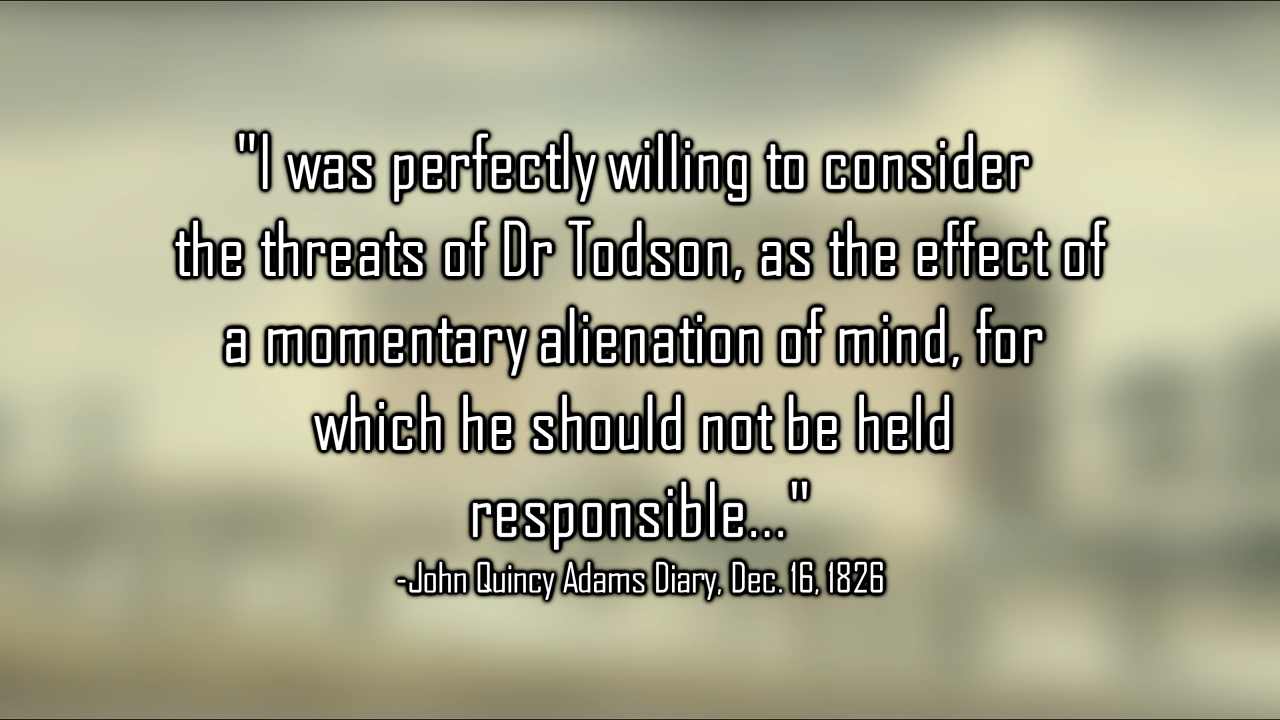 "I was perfectly willing to consider
the threats of Dr Todson, as the effect of
a momentary alienation of mind, for
which he should not be held
responsible..."
-John Quincy Adams Diary, Dec. 16, 1826